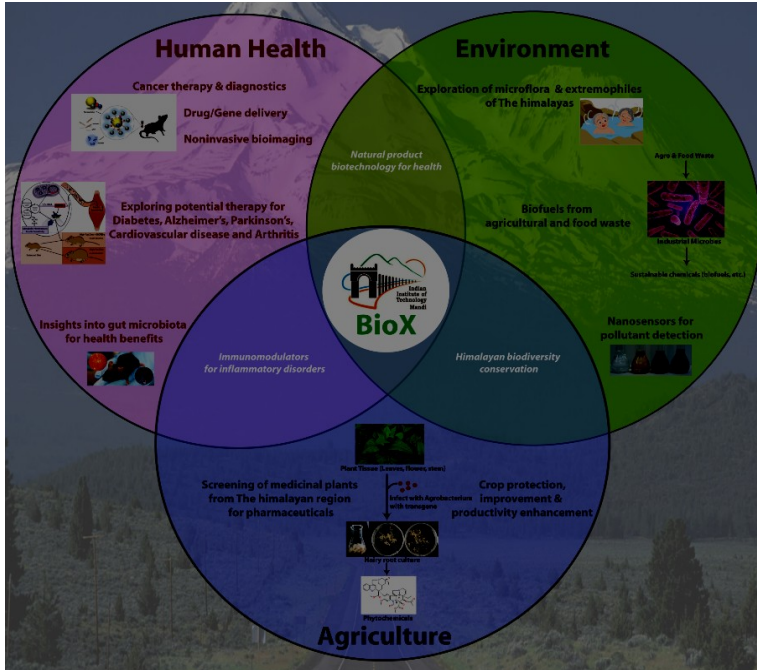 Human Health
Environment
Cancer therapy & diagnostics
Drug/Gene delivery
Noninvasive bioimaging
Exploration of microflora & extremophiles
of The himalayas
Natural product
biotechnology for health
Agro & Food Waste
Exploring potential therapy for
Diabetes, Alzheimer's, Parkinson's,
Cardiovascular disease and Arthritis
Biofuels from
agricultural and food waste
Industrial Microbes
Sustainable chemicals (biofuels, etc.)
Indian
Institute of
Technology
Mandi
BioX
Insights into gut microbiota
for health benefits
Nanosensors for
pollutant detection
Immunomodulators
for inflammatory disorders
Himalayan biodiversity
conservation
Plant Tissue (Leaves, flower, stem)
Screening of medicinal plants
from The himalayan region
for pharmaceuticals
Infect with Agrobacterium
with transgene
Crop protection,
improvement &
productivity enhancement
Hairy root culture
Phytochemicals
Agriculture